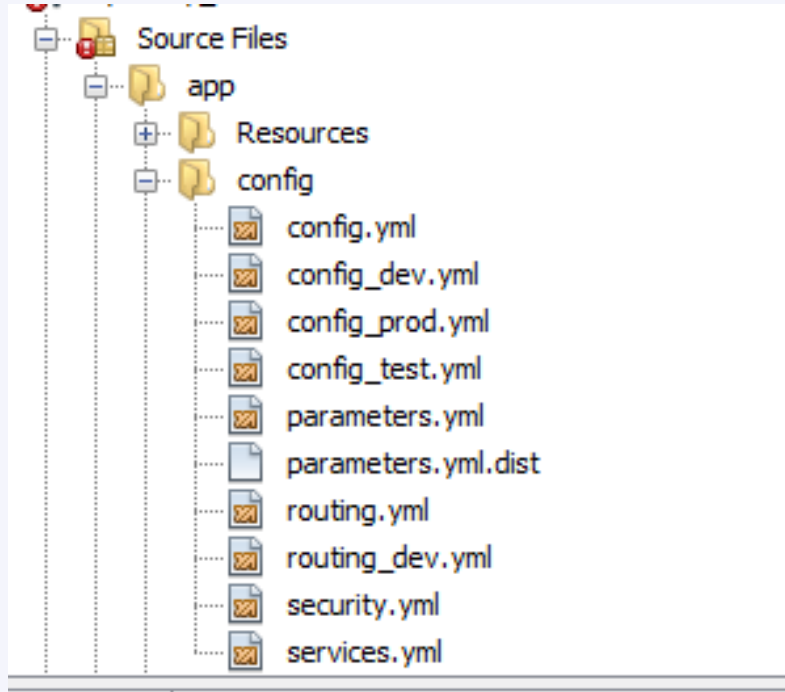 Source Files
app
Resources
config
config.yml
config_dev.yml
config_prod.yml
config_test.yml
parameters.yml
parameters.yml.dist
routing.yml
routing_dev.yml
security.yml
services.yml